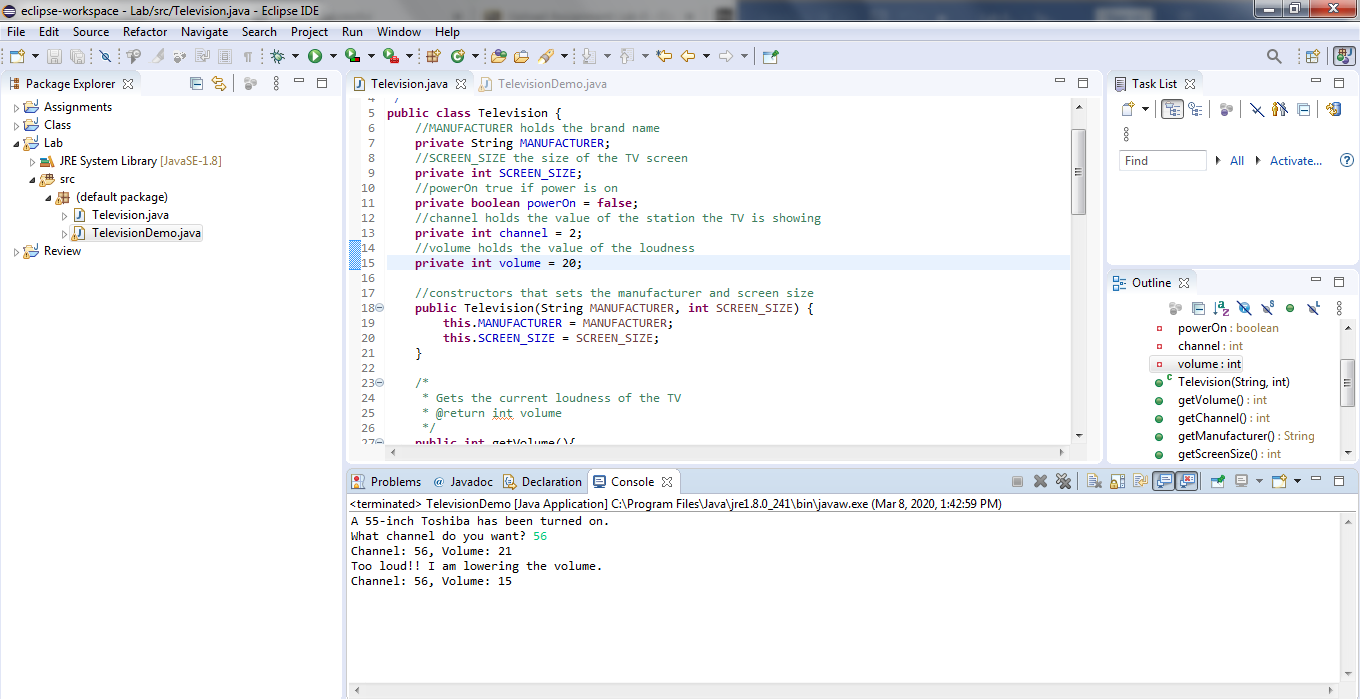 eclipse-workspace - Lab/src/Television.java - Eclipse IDE
File Edit Source Refactor Navigate Search Project Run Window Help
Package Explorer
Assignments
Class
Lab
JRE System Library [JavaSE-1.8]
src
(default package)
Television.java
TelevisionDemo.java
Review
Television.java TelevisionDemo.java
5 public class Television {
6 //MANUFACTURER holds the brand name
7 private String MANUFACTURER;
8 //SCREEN_SIZE the size of the TV screen
9 private int SCREEN_SIZE;
10 //powerOn true if power is on
11 private boolean powerOn = false;
12 //channel holds the value of the station the TV is showing
13 private int channel = 2;
14 //volume holds the value of the loudness
15 private int volume = 20;
16
17 //constructors that sets the manufacturer and screen size
18 public Television(String MANUFACTURER, int SCREEN_SIZE) {
19 this.MANUFACTURER = MANUFACTURER;
20 this.SCREEN_SIZE = SCREEN_SIZE;
21 }
22
23 /*
24 * Gets the current loudness of the TV
25 * @return int volume
26 */
27 public int getVolume(){
Task List
Find All Activate...
Outline
powerOn : boolean
channel : int
volume : int
Television(String, int)
getVolume() : int
getChannel() : int
getManufacturer() : String
getScreenSize() : int
Problems Javadoc Declaration Console
<terminated> TelevisionDemo [Java Application] C:\Program Files\Java\jre1.8.0_241\bin\javaw.exe (Mar 8, 2020, 1:42:59 PM)
A 55-inch Toshiba has been turned on.
What channel do you want? 56
Channel: 56, Volume: 21
Too loud!! I am lowering the volume.
Channel: 56, Volume: 15